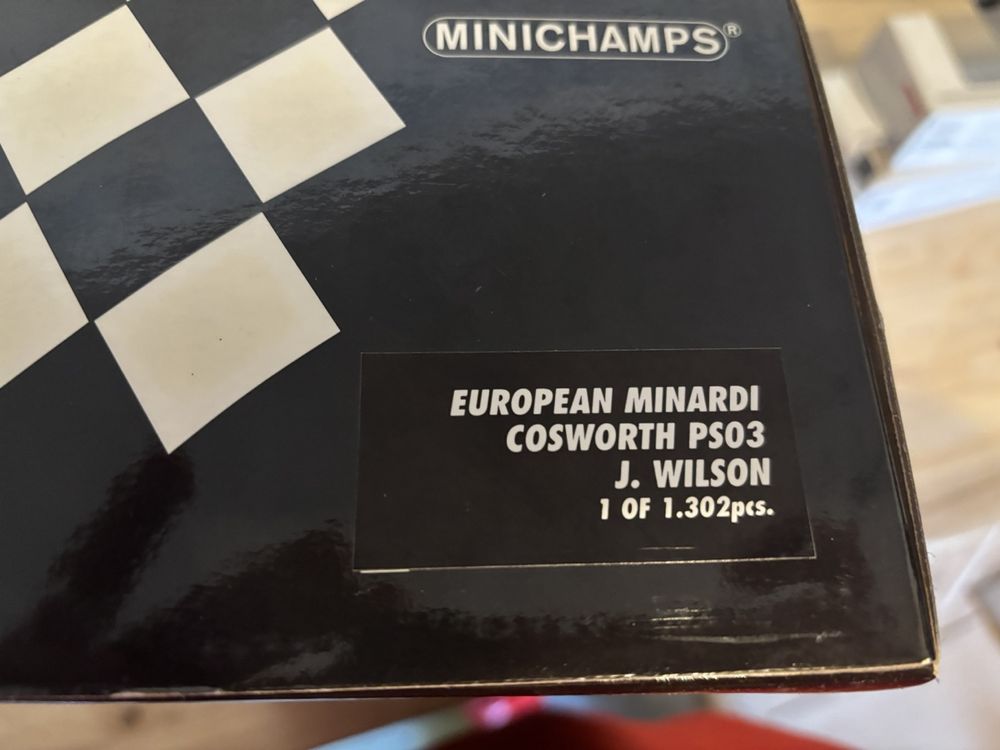 MINICHAMPS®
EUROPEAN MINARDI
COSWORTH PS03
J. WILSON
1 OF 1.302pcs.